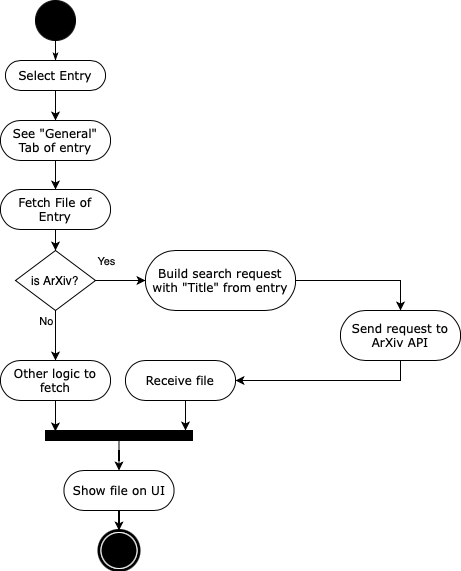 Select Entry
See "General"
Tab of entry
Fetch File of
Entry
is ArXiv?
Yes
Build search request
with "Title" from entry
No
Send request to
ArXiv API
Other logic to
fetch
Receive file
Show file on UI